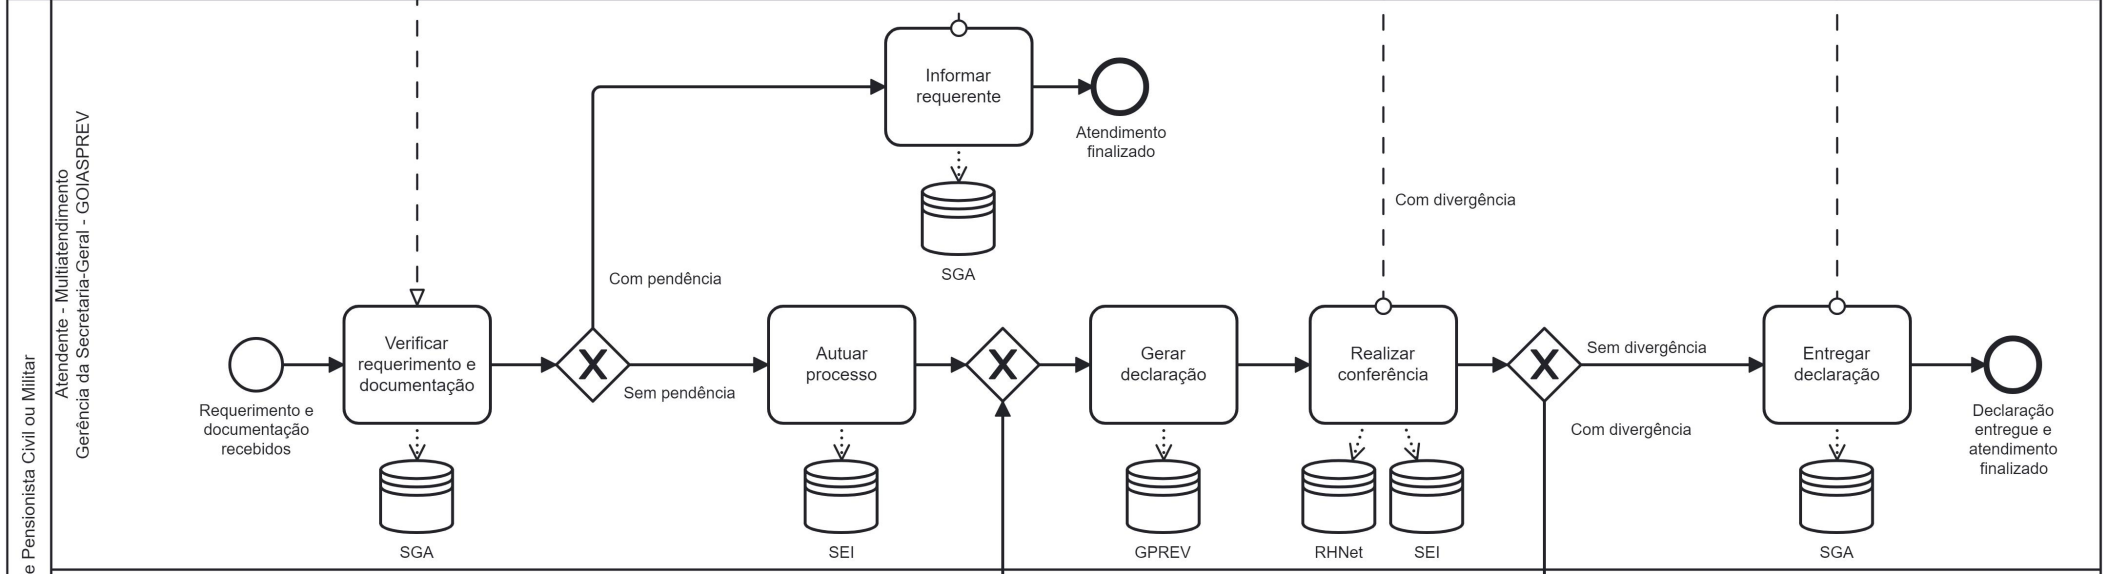 e Pensionista Civil ou Militar
Atendente - Multiatendimento
Gerência da Secretaria-Geral - GOIASPREV
Requerimento e
documentação
recebidos
Verificar
requerimento e
documentação
SGA
Com pendência
Sem pendência
Informar
requerente
SGA
Atendimento
finalizado
Autuar
processo
SEI
Gerar
declaração
GPREV
Realizar
conferência
RHNet
SEI
Com divergência
Sem divergência
Com divergência
Entregar
declaração
SGA
Declaração
entregue e
atendimento
finalizado